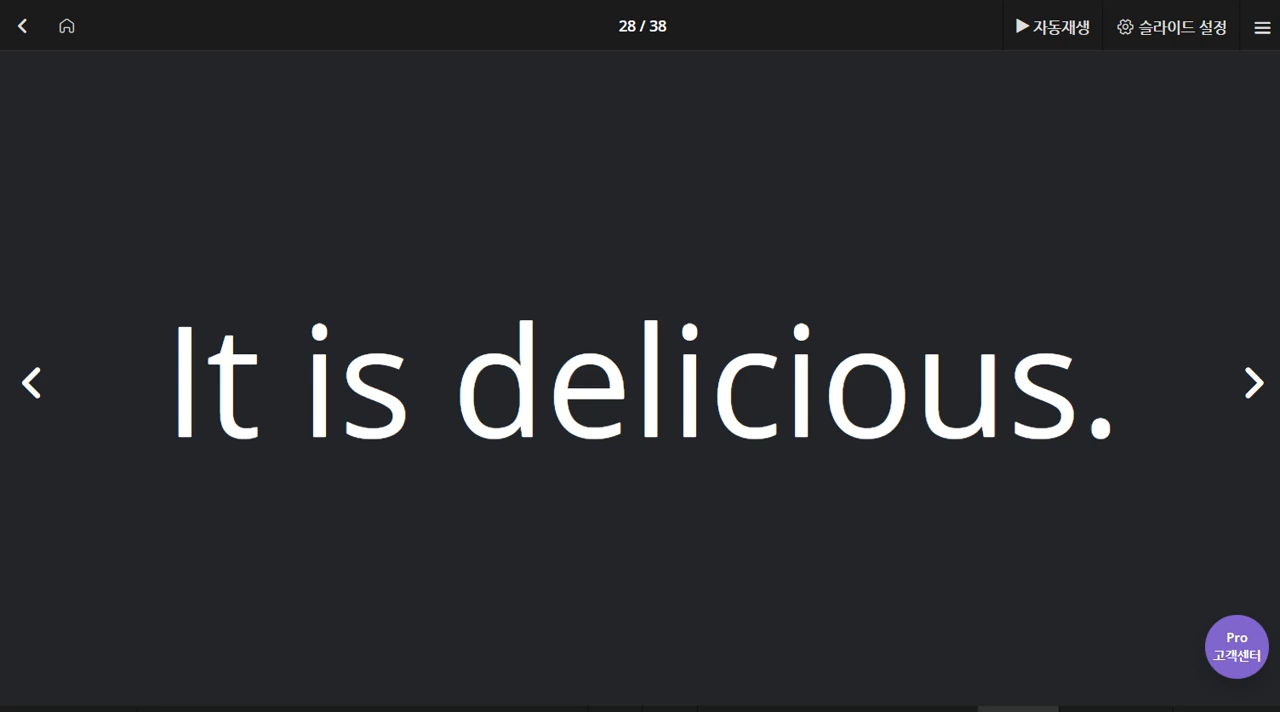 28 / 38
▶ 자동재생
슬라이드 설정
It is delicious.
Pro
고객센터